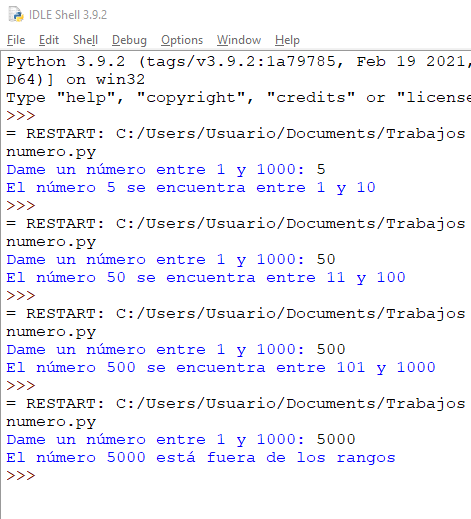 IDLE Shell 3.9.2
File Edit Shell Debug Options Window Help
Python 3.9.2 (tags/v3.9.2:1a79785, Feb 19 2021,
D64)] on win32
Type "help", "copyright", "credits" or "license
>>>
= RESTART: C:/Users/Usuario/Documents/Trabajos
numero.py
Dame un número entre 1 y 1000: 5
El número 5 se encuentra entre 1 y 10
>>>
= RESTART: C:/Users/Usuario/Documents/Trabajos
numero.py
Dame un número entre 1 y 1000: 50
El número 50 se encuentra entre 11 y 100
>>>
= RESTART: C:/Users/Usuario/Documents/Trabajos
numero.py
Dame un número entre 1 y 1000: 500
El número 500 se encuentra entre 101 y 1000
>>>
= RESTART: C:/Users/Usuario/Documents/Trabajos
numero.py
Dame un número entre 1 y 1000: 5000
El número 5000 está fuera de los rangos
>>>